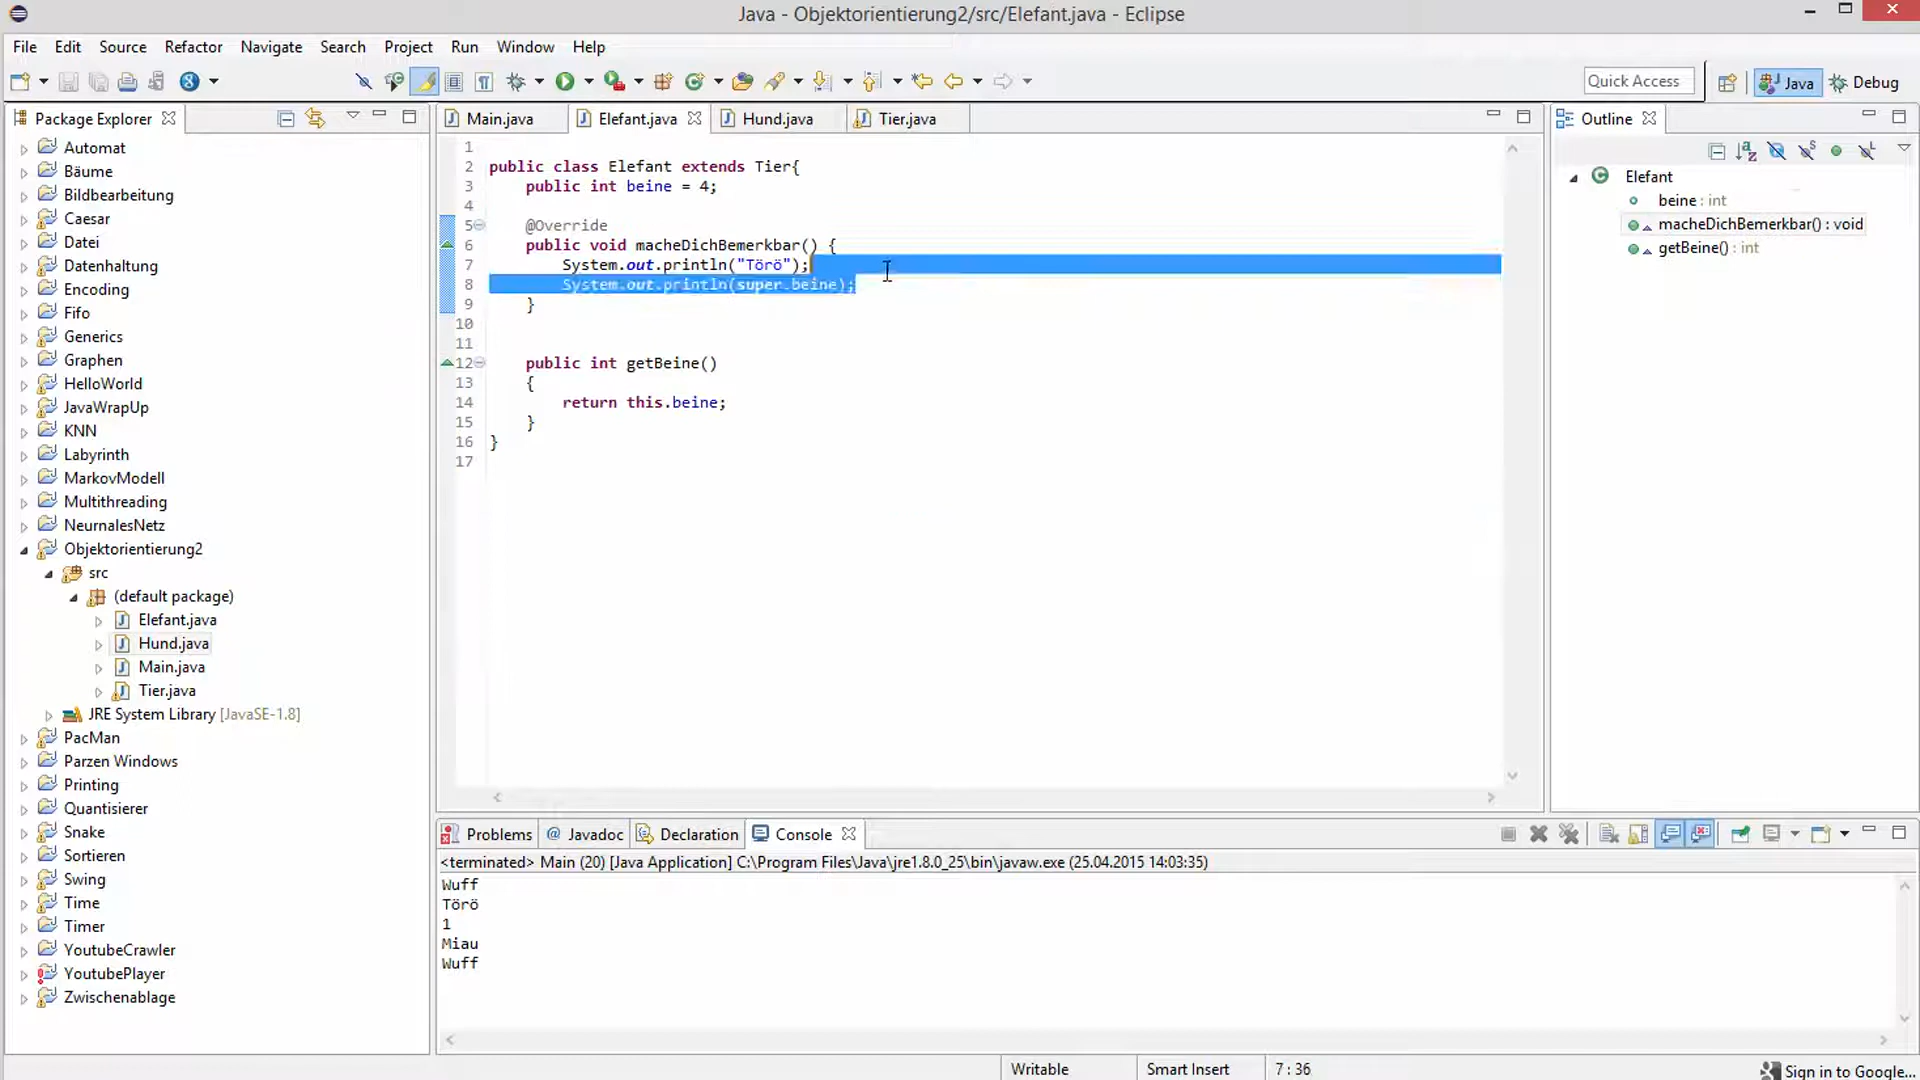 Java - Objektorientierung2/src/Elefant.java - Eclipse
File Edit Source Refactor Navigate Search Project Run Window Help
Quick Access Java Debug
Package Explorer
Automat
Bäume
Bildbearbeitung
Caesar
Datei
Datenhaltung
Encoding
Fifo
Generics
Graphen
HelloWorld
JavaWrapUp
KNN
Labyrinth
MarkovModell
Multithreading
NeurnalesNetz
Objektorientierung2
src
(default package)
Elefant.java
Hund.java
Main.java
Tier.java
JRE System Library [JavaSE-1.8]
PacMan
Parzen Windows
Printing
Quantisierer
Snake
Sortieren
Swing
Time
Timer
YoutubeCrawler
YoutubePlayer
Zwischenablage
Main.java Elefant.java Hund.java Tier.java
1
2 public class Elefant extends Tier{
3 public int beine = 4;
4
5 @Override
6 public void macheDichBemerkbar() {
7 System.out.println("Törö");
8 System.out.println(super.beine);
9 }
10
11
12 public int getBeine()
13 {
14 return this.beine;
15 }
16 }
17
Outline
Elefant
beine : int
macheDichBemerkbar() : void
getBeine() : int
Problems @ Javadoc Declaration Console
<terminated> Main (20) [Java Application] C:\Program Files\Java\jre1.8.0_25\bin\javaw.exe (25.04.2015 14:03:35)
Wuff
Törö
1
Miau
Wuff
Writable Smart Insert 7 : 36 Sign in to Google...